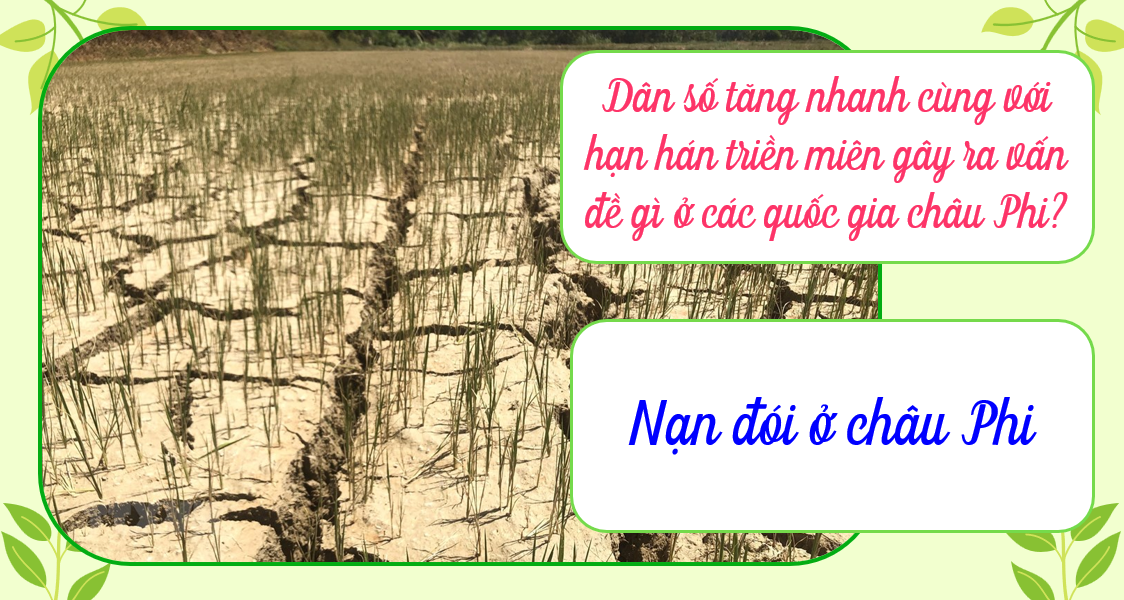 Dân số tăng nhanh cùng với
hạn hán triền miên gây ra vấn
đề gì ở các quốc gia châu Phi?
Nạn đói ở châu Phi